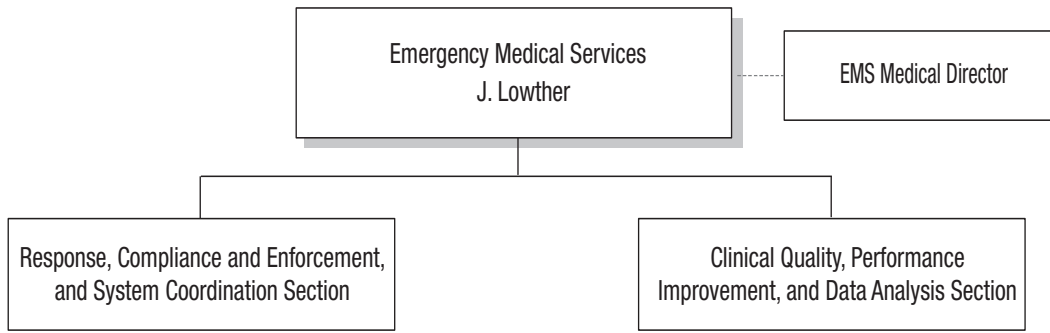 Emergency Medical Services
J. Lowther
EMS Medical Director
Response, Compliance and Enforcement,
and System Coordination Section
Clinical Quality, Performance
Improvement, and Data Analysis Section